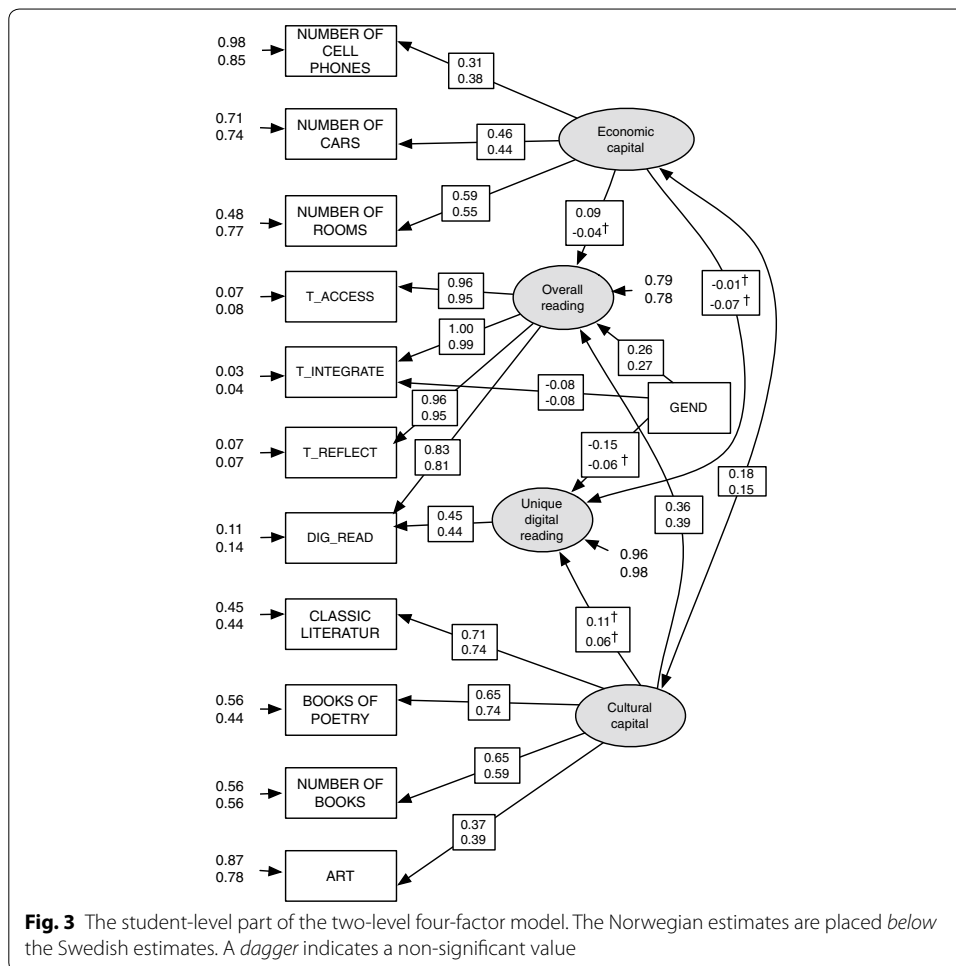 0.98
0.85
NUMBER OF
CELL
PHONES
0.31
0.38
0.71
0.74
NUMBER OF
CARS
0.46
0.44
Economic
capital
0.48
0.77
NUMBER OF
ROOMS
0.59
0.55
0.09
-0.04†
0.07
0.08
T_ACCESS
0.96
0.95
Overall
reading
0.79
0.78
-0.01†
-0.07 †
0.03
0.04
T_INTEGRATE
1.00
0.99
0.26
0.27
-0.08
-0.08
GEND
0.07
0.07
T_REFLECT
0.96
0.95
0.83
0.81
-0.15
-0.06 †
0.18
0.15
0.11
0.14
DIG_READ
0.45
0.44
Unique
digital
reading
0.36
0.39
0.96
0.98
0.45
0.44
CLASSIC
LITERATUR
0.71
0.74
0.11†
0.06†
0.56
0.44
BOOKS OF
POETRY
0.65
0.74
Cultural
capital
0.56
0.56
NUMBER OF
BOOKS
0.65
0.59
0.37
0.39
0.87
0.78
ART
Fig. 3 The student-level part of the two-level four-factor model. The Norwegian estimates are placed below
the Swedish estimates. A dagger indicates a non-significant value